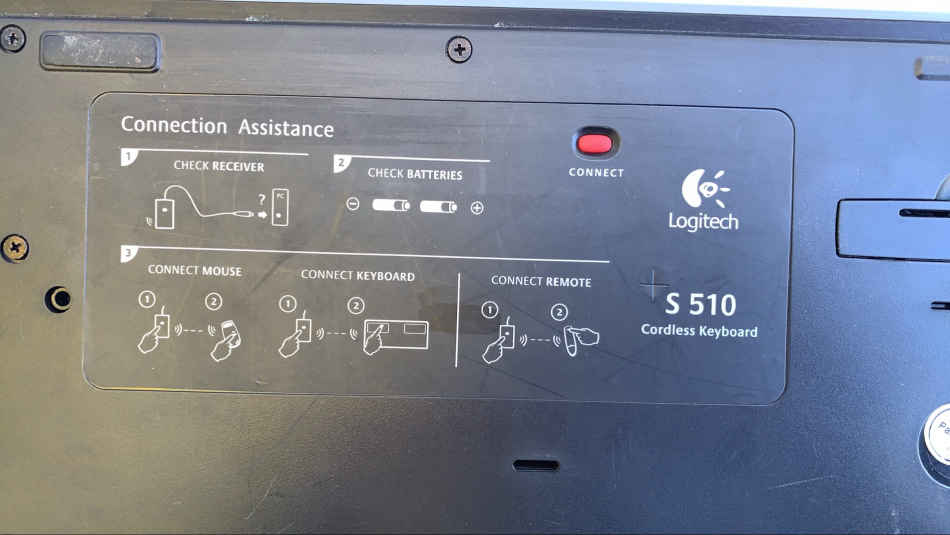 Connection Assistance
1
CHECK RECEIVER
?
PC
2
CHECK BATTERIES
CONNECT
Logitech
3
CONNECT MOUSE
1 2
CONNECT KEYBOARD
1 2
CONNECT REMOTE
1 2
S 510
Cordless Keyboard